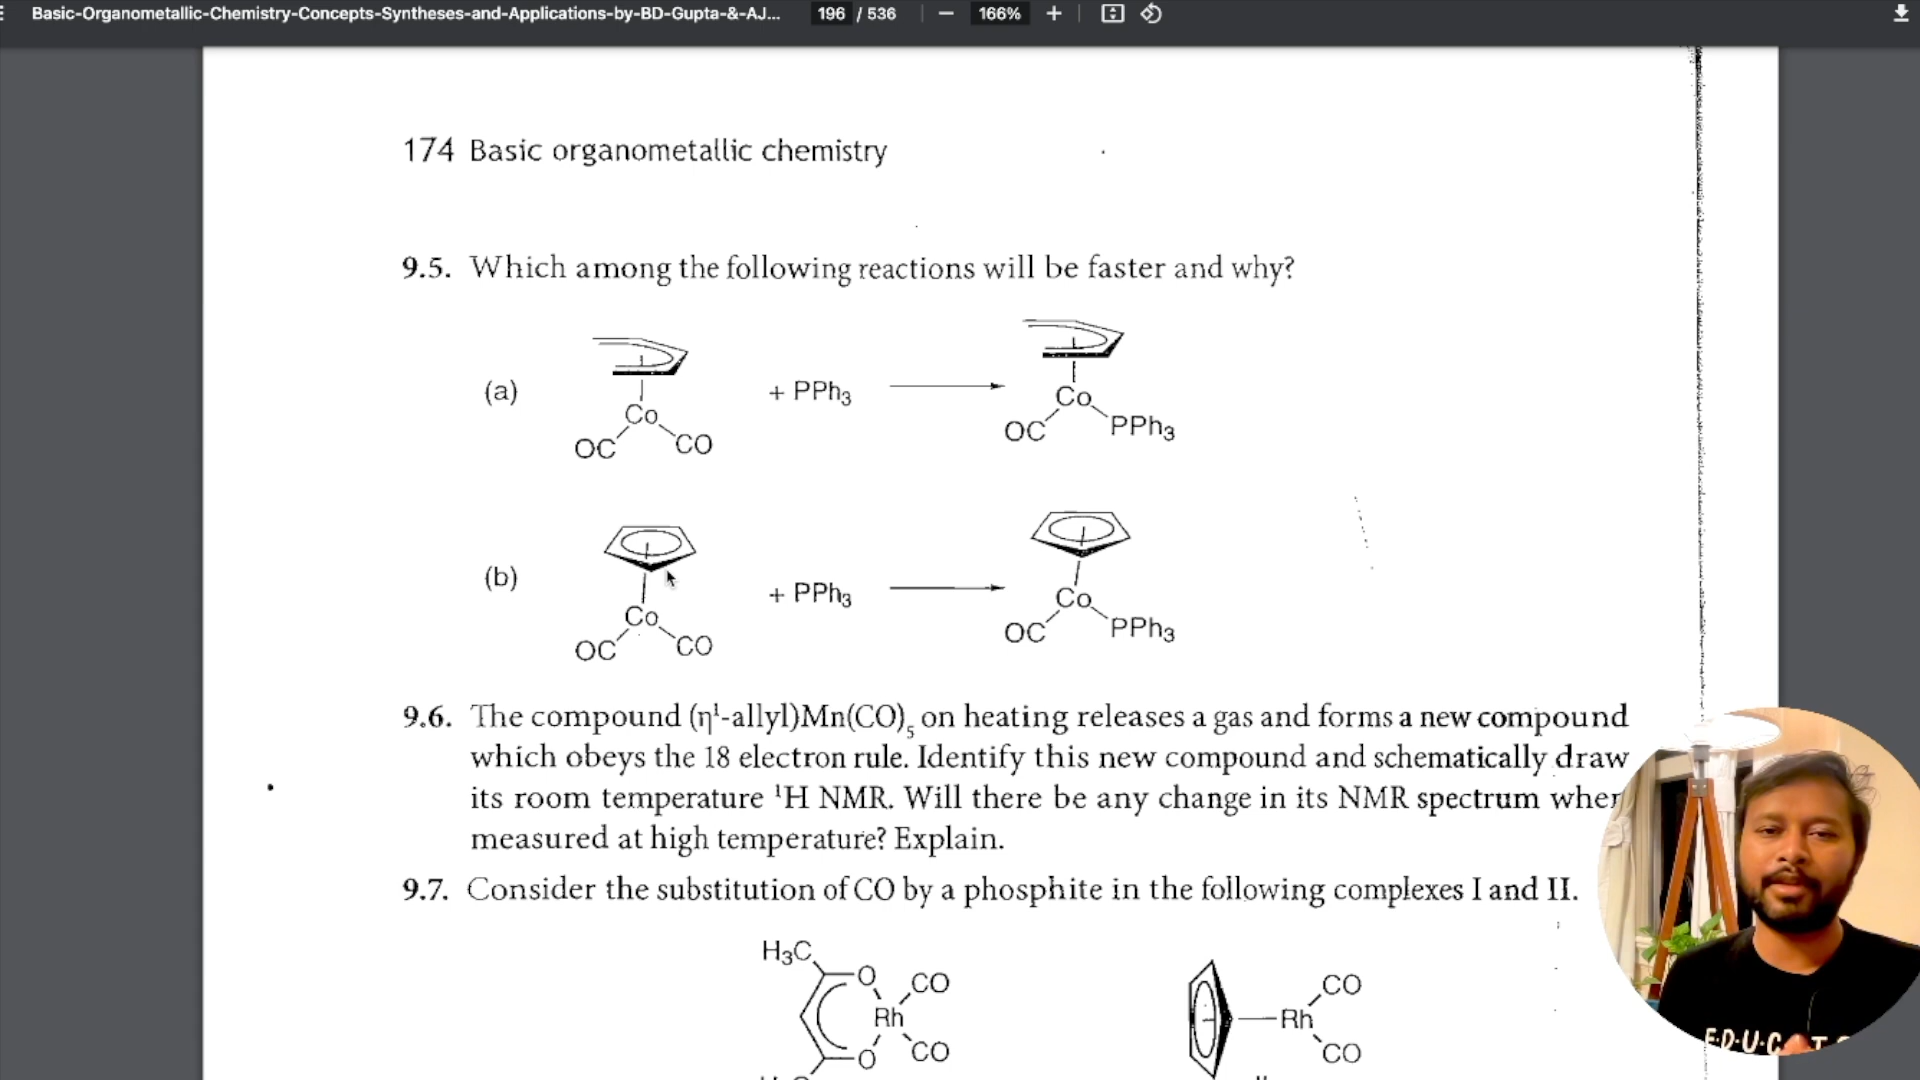 Basic-Organometallic-Chemistry-Concepts-Syntheses-and-Applications-by-BD-Gupta-&-AJ... 196 / 536 — 166% +
174 Basic organometallic chemistry
9.5. Which among the following reactions will be faster and why?
(a) + PPh₃
Co Co
OC CO OC PPh₃
(b) + PPh₃
Co Co
OC CO OC PPh₃
9.6. The compound (η¹-allyl)Mn(CO)₅ on heating releases a gas and forms a new compound
which obeys the 18 electron rule. Identify this new compound and schematically draw
its room temperature ¹H NMR. Will there be any change in its NMR spectrum when
measured at high temperature? Explain.
9.7. Consider the substitution of CO by a phosphite in the following complexes I and II.
H₃C
O CO CO
Rh Rh
O CO CO